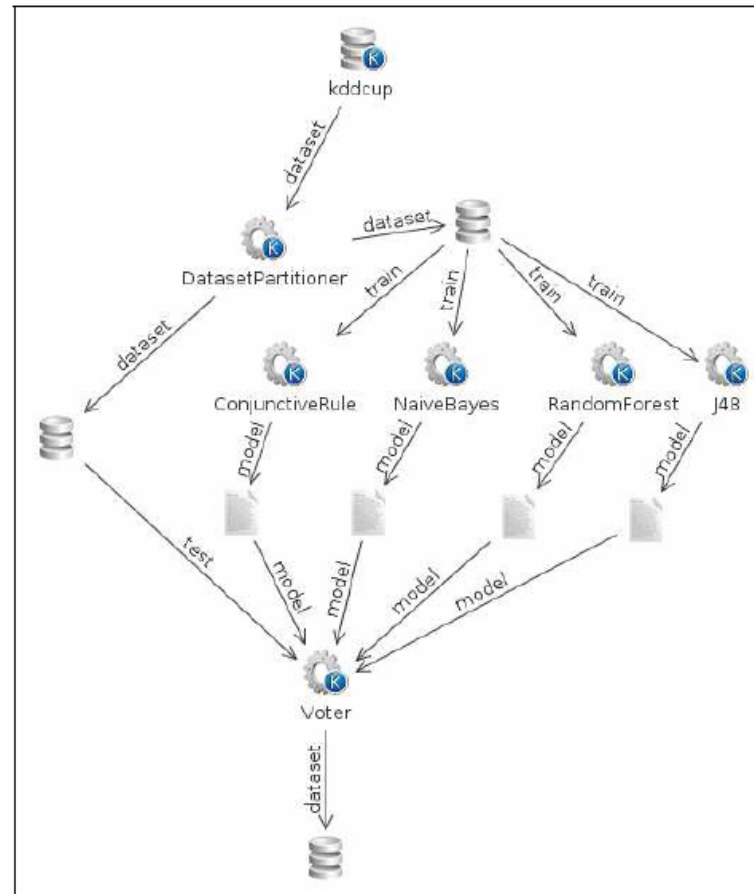 kddcup
dataset
dataset
DatasetPartitioner
dataset
train
train
train
train
ConjunctiveRule
NaiveBayes
RandomForest
J48
model
model
model
model
test
model
model
model
model
Voter
dataset